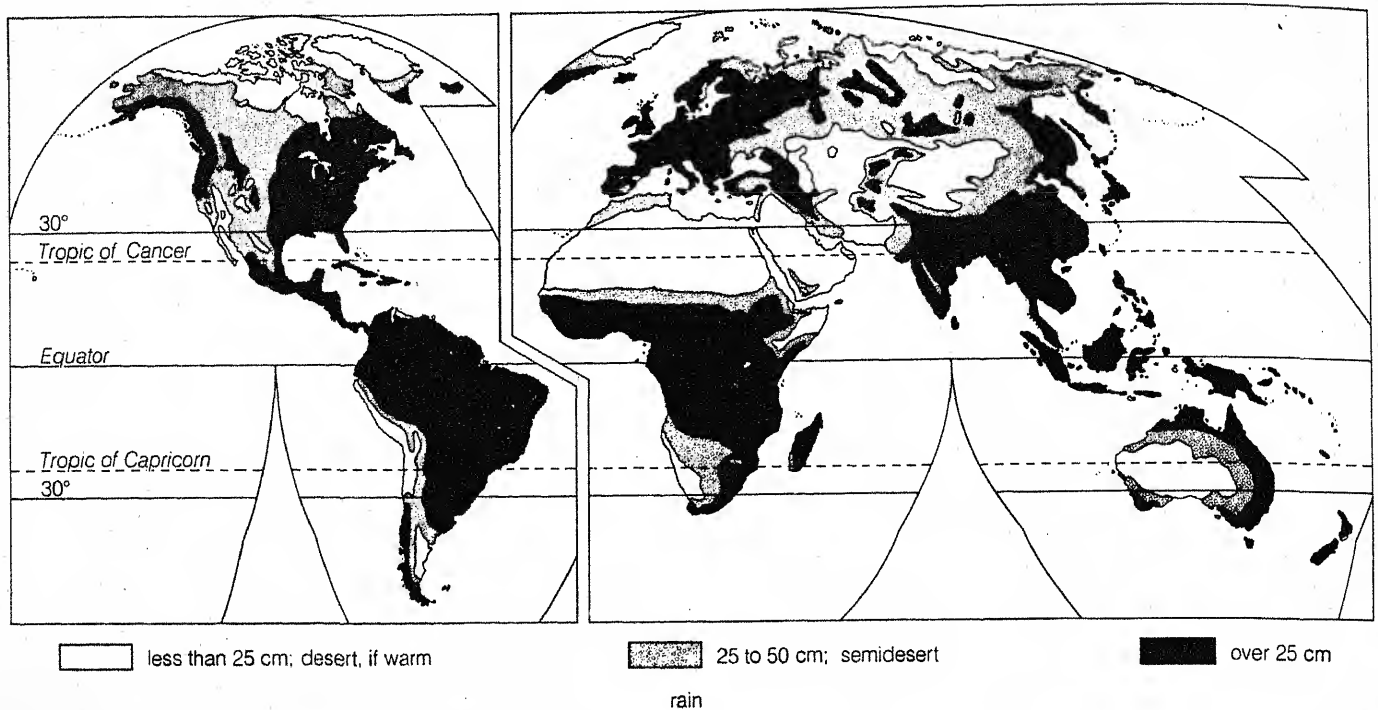 30°
Tropic of Cancer
Equator
Tropic of Capricorn
30°
less than 25 cm; desert, if warm
25 to 50 cm; semidesert
over 25 cm
rain